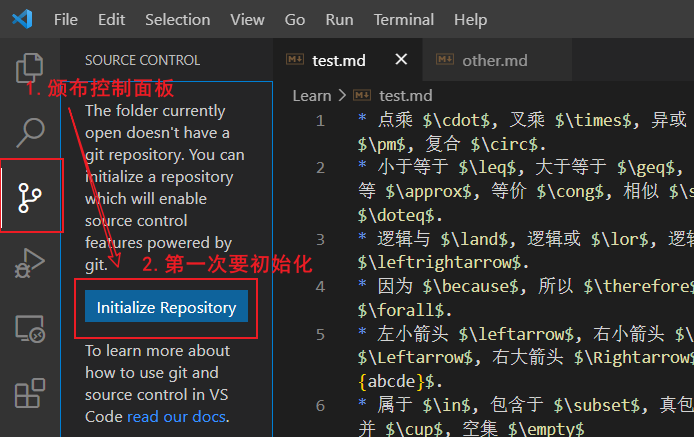 File Edit Selection View Go Run Terminal Help
SOURCE CONTROL
test.md
other.md
1. 颁布控制面板
The folder currently
open doesn't have a
git repository. You can
initialize a repository
which will enable
source control
features powered by
git.
2. 第一次要初始化
Initialize Repository
To learn more about
how to use git and
source control in VS
Code read our docs.
Learn > test.md
1 * 点乘 $\cdot$, 叉乘 $\times$, 异或
$\pm$, 复合 $\circ$.
2 * 小于等于 $\leq$, 大于等于 $\geq$,
等 $\approx$, 等价 $\cong$, 相似 $\s
$\doteq$.
3 * 逻辑与 $\land$, 逻辑或 $\lor$, 逻辑
$\leftrightarrow$.
4 * 因为 $\because$, 所以 $\therefore$
$\forall$.
5 * 左小箭头 $\leftarrow$, 右小箭头 $\
$\Leftarrow$, 右大箭头 $\Rightarrow$
{abcde}$.
6 * 属于 $\in$, 包含于 $\subset$, 真包
并 $\cup$, 空集 $\empty$